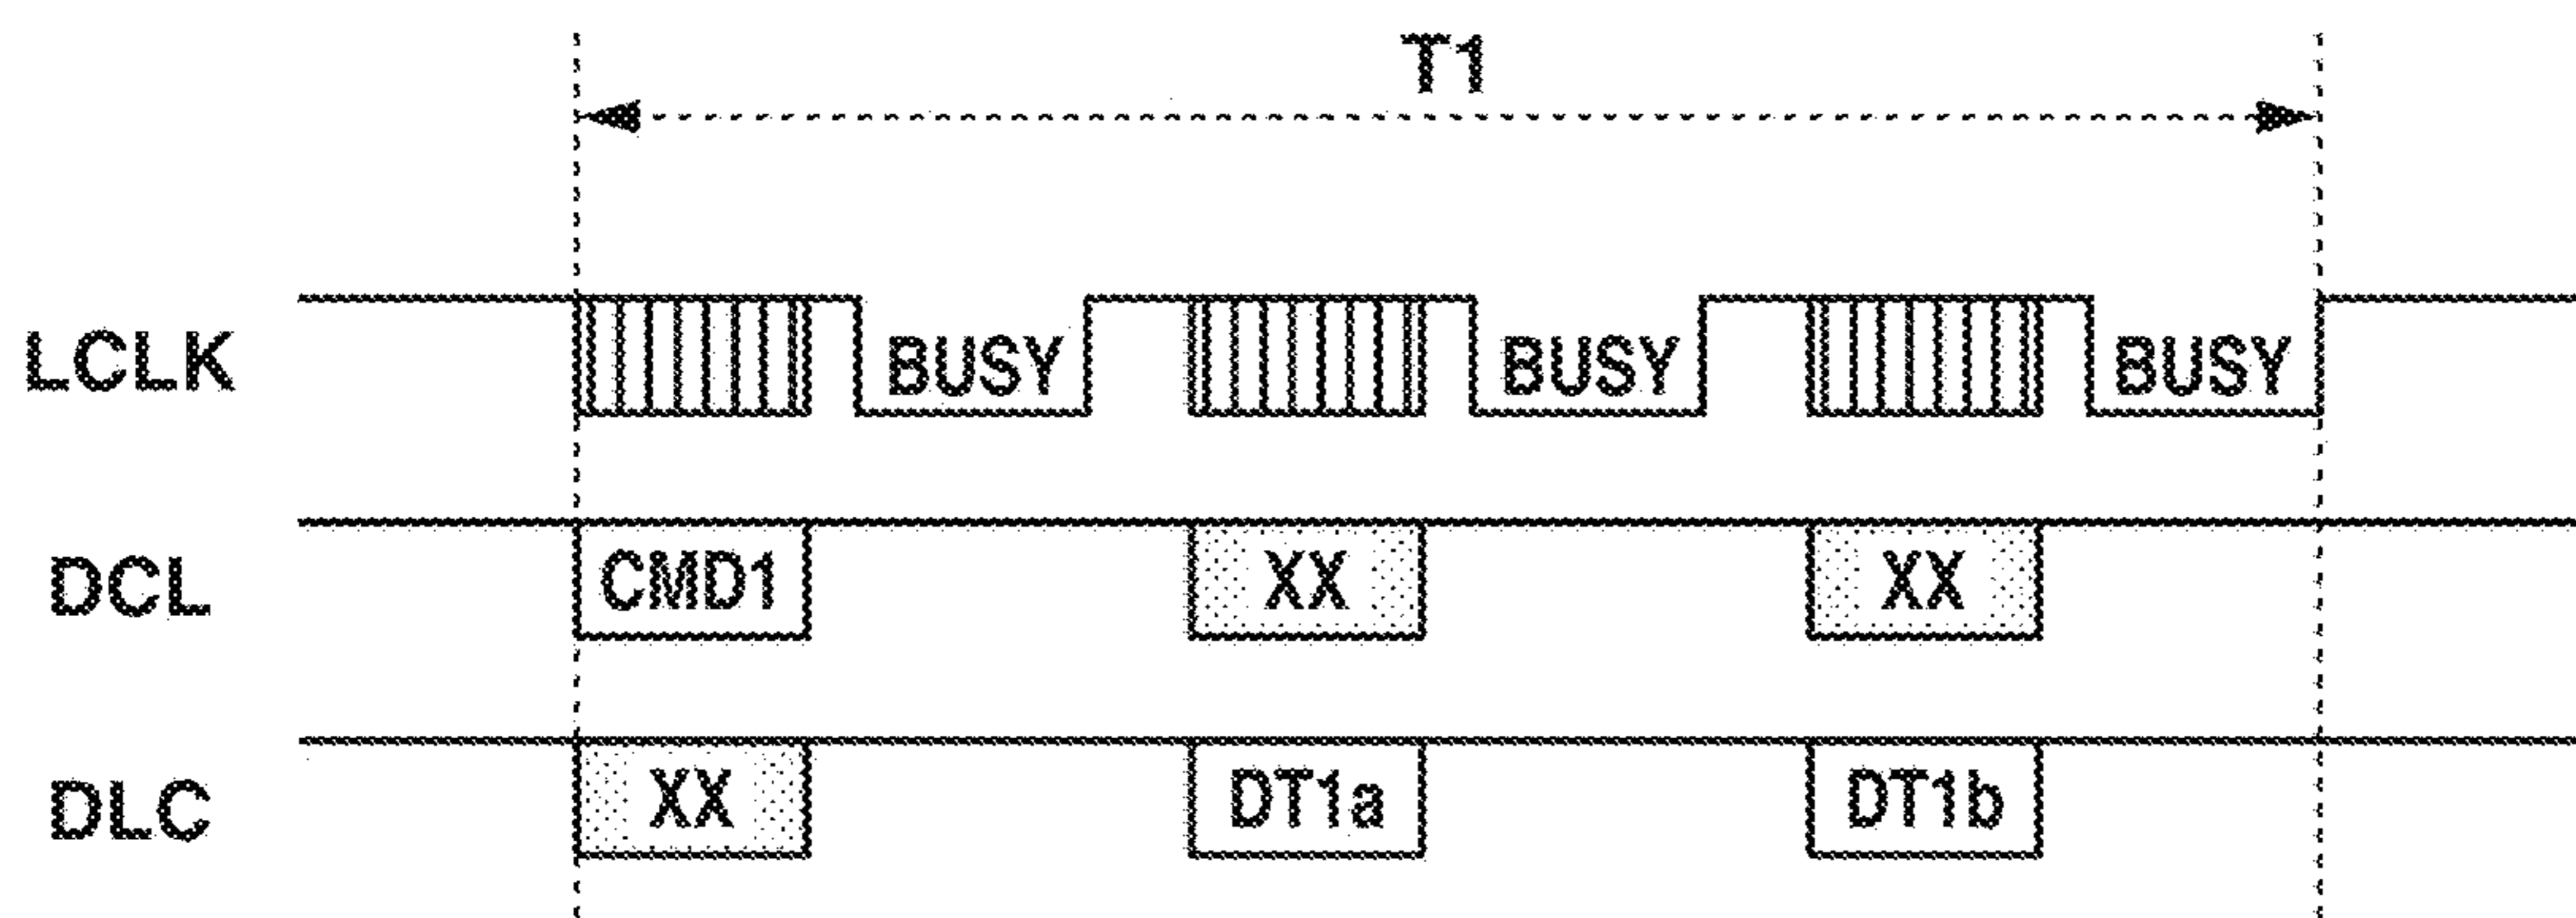 T1
LCLK BUSY BUSY BUSY
DCL CMD1 XX XX
DLC XX DT1a DT1b